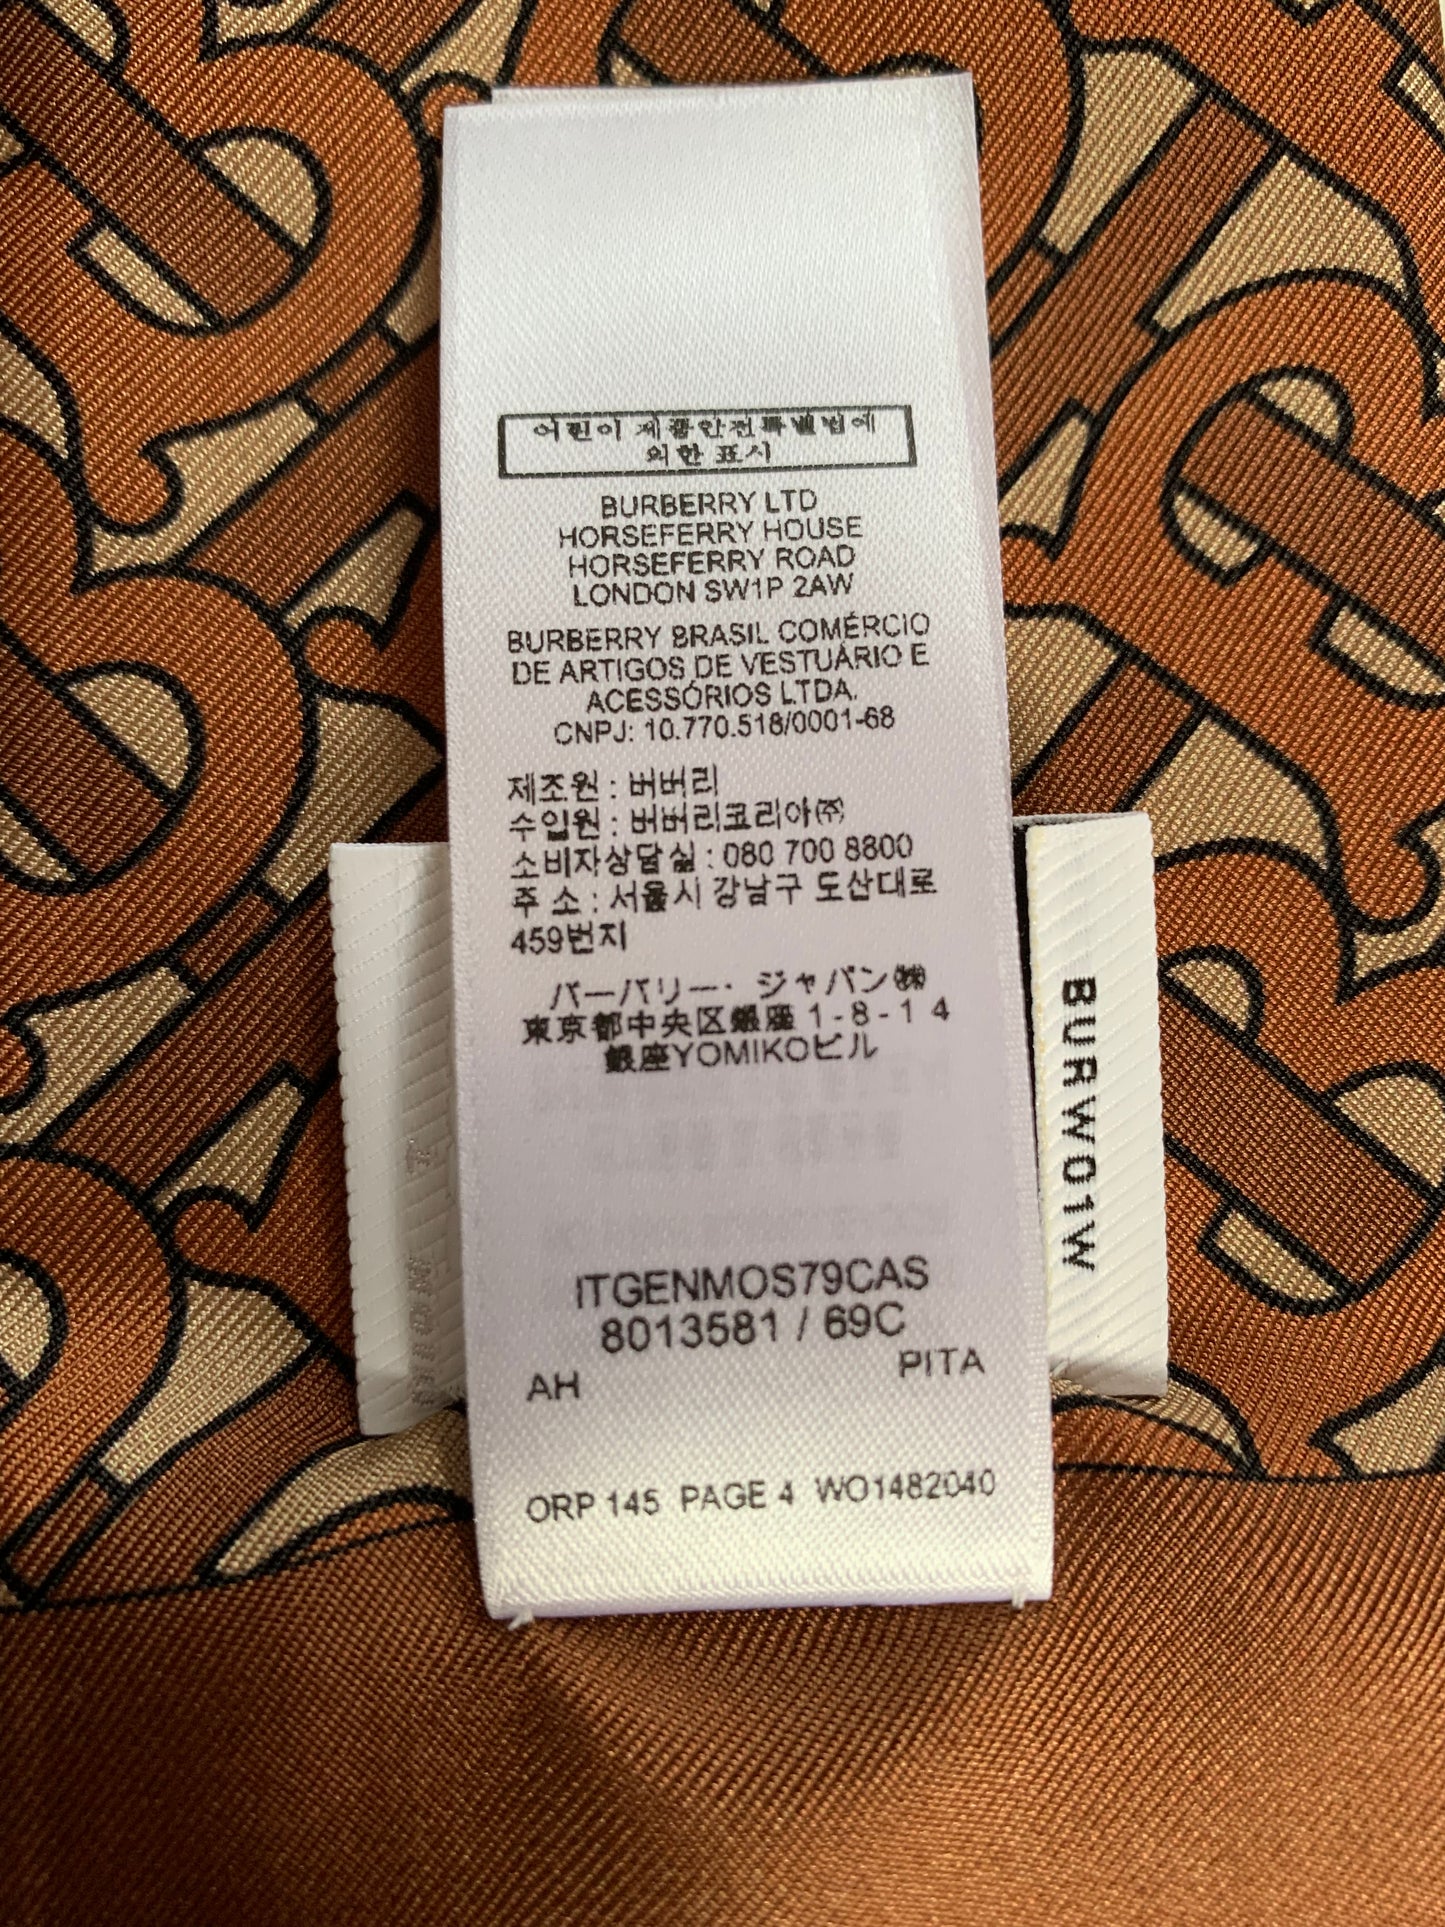 어린이 제품안전특별법에
의한 표시
BURBERRY LTD
HORSEFERRY HOUSE
HORSEFERRY ROAD
LONDON SW1P 2AW
BURBERRY BRASIL COMÉRCIO
DE ARTIGOS DE VESTUÁRIO E
ACESSÓRIOS LTDA.
CNPJ: 10.770.518/0001-68
제조원 : 버버리
수입원 : 버버리코리아㈜
소비자상담실 : 080 700 8800
주 소 : 서울시 강남구 도산대로
459번지
バーバリー・ジャパン㈱
東京都中央区銀座 1-8-14
銀座YOMIKOビル
ITGENMOS79CAS
8013581 / 69C
AH PITA
ORP 145 PAGE 4 WO1482040
BURW01W